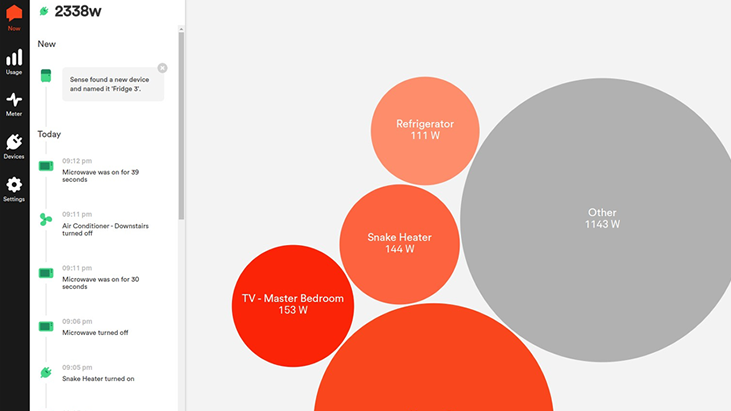 2338w
Now
Usage
Meter
Devices
Settings
New
Sense found a new device
and named it 'Fridge 3'.
Today
09:12 pm
Microwave was on for 39
seconds
09:11 pm
Air Conditioner - Downstairs
turned off
09:11 pm
Microwave was on for 30
seconds
09:06 pm
Microwave turned off
09:05 pm
Snake Heater turned on
Refrigerator
111 W
Other
1143 W
Snake Heater
144 W
TV - Master Bedroom
153 W